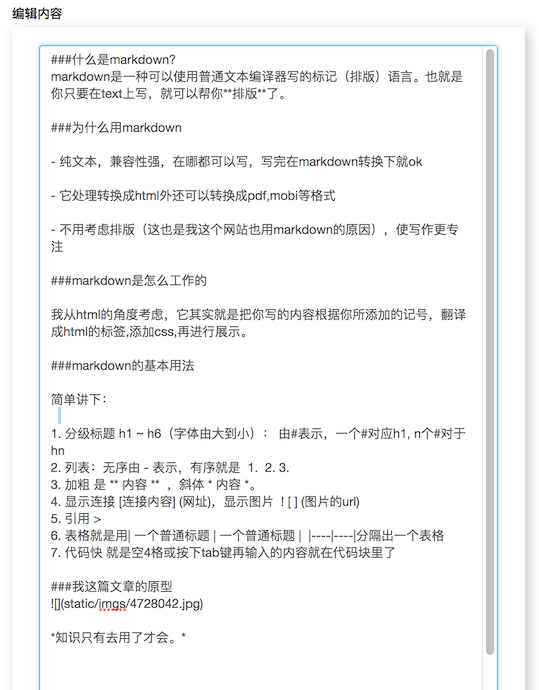 编辑内容
###什么是markdown?
markdown是一种可以使用普通文本编译器写的标记（排版）语言。也就是
你只要在text上写，就可以帮你**排版**了。
###为什么用markdown
- 纯文本，兼容性强，在哪都可以写，写完在markdown转换下就ok
- 它处理转换成html外还可以转换成pdf,mobi等格式
- 不用考虑排版（这也是我这个网站也用markdown的原因），使写作更专
注
###markdown是怎么工作的
我从html的角度考虑，它其实就是把你写的内容根据你所添加的记号，翻译
成html的标签,添加css,再进行展示。
###markdown的基本用法
简单讲下：
1. 分级标题 h1 ~ h6（字体由大到小）： 由#表示，一个#对应h1, n个#对于
hn
2. 列表：无序由 - 表示，有序就是  1.  2. 3.
3. 加粗 是 ** 内容 ** ，斜体 * 内容 *。
4. 显示连接 [连接内容] (网址)，显示图片  ! [ ] (图片的url)
5. 引用 >
6. 表格就是用| 一个普通标题 | 一个普通标题 |  |----|----|分隔出一个表格
7. 代码快 就是空4格或按下tab键再输入的内容就在代码块里了
###我这篇文章的原型
![](static/imgs/4728042.jpg)
*知识只有去用了才会。*